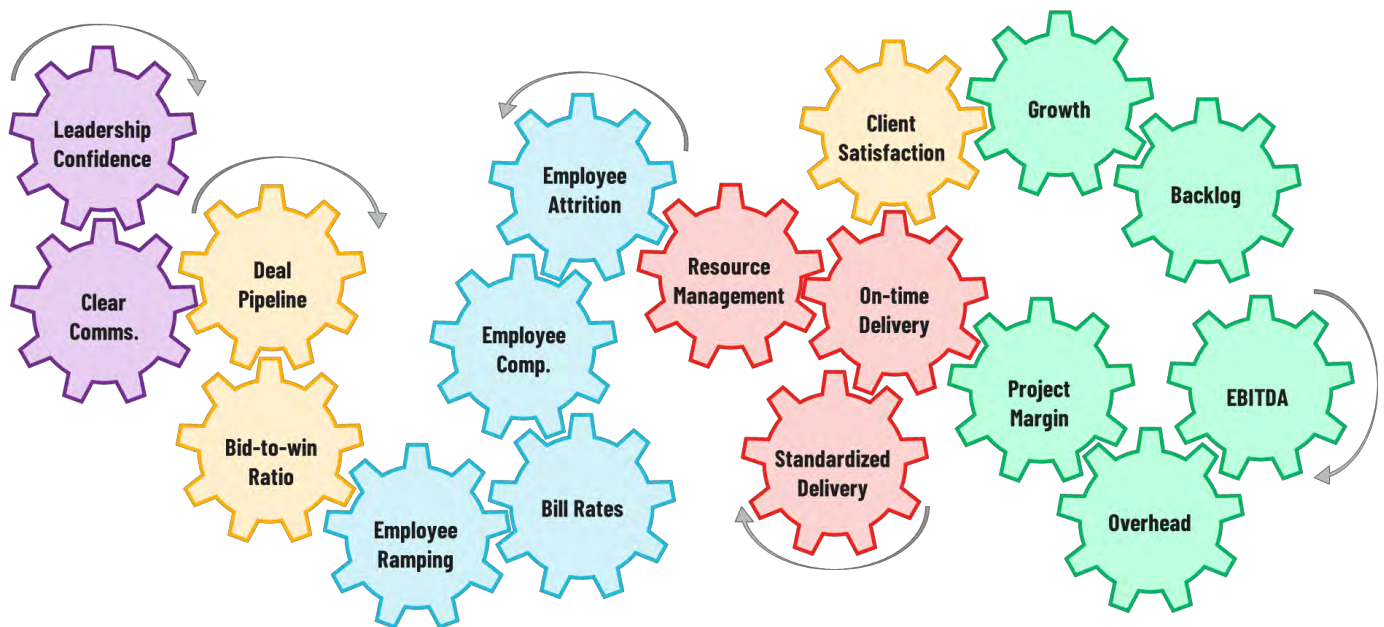 Leadership
Confidence
Clear
Comms.
Deal
Pipeline
Bid-to-win
Ratio
Employee
Ramping
Bill Rates
Employee
Comp.
Employee
Attrition
Resource
Management
On-time
Delivery
Standardized
Delivery
Client
Satisfaction
Growth
Backlog
Project
Margin
Overhead
EBITDA